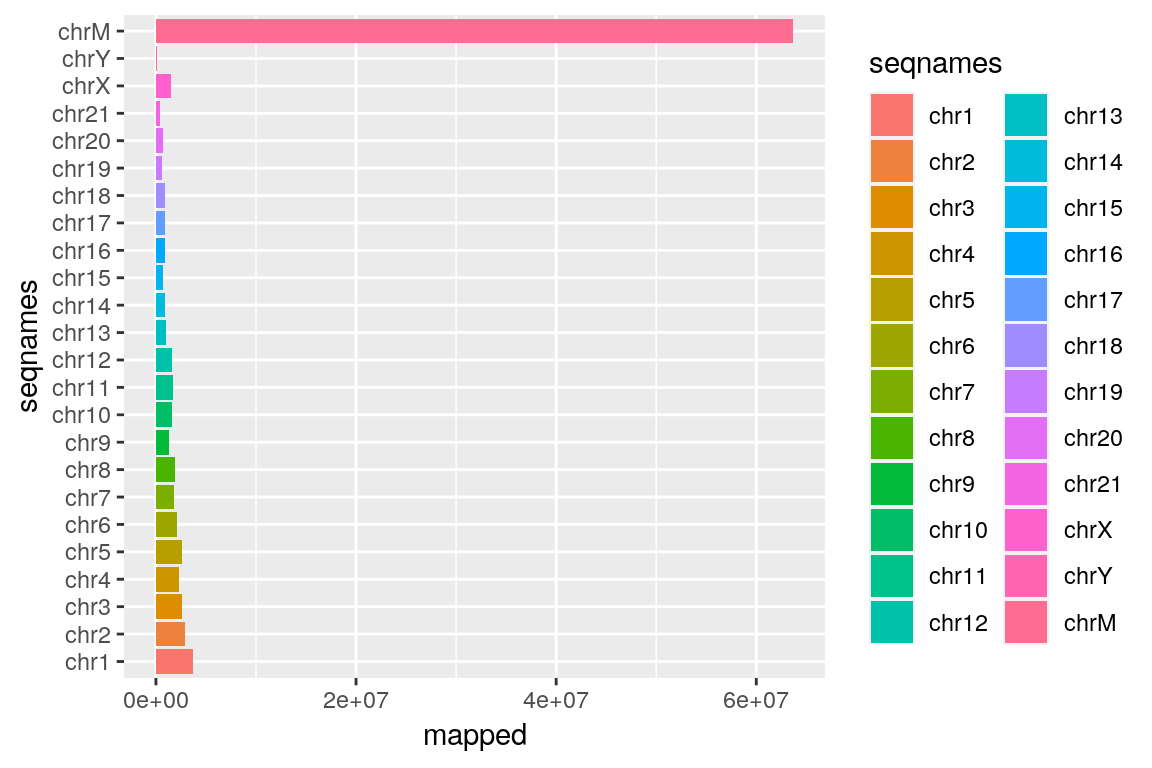 chrM
chrY
chrX
chr21
chr20
chr19
chr18
chr17
chr16
chr15
chr14
chr13
chr12
chr11
chr10
chr9
chr8
chr7
chr6
chr5
chr4
chr3
chr2
chr1
seqnames
0e+00 2e+07 4e+07 6e+07
mapped
seqnames
chr1 chr13
chr2 chr14
chr3 chr15
chr4 chr16
chr5 chr17
chr6 chr18
chr7 chr19
chr8 chr20
chr9 chr21
chr10 chrX
chr11 chrY
chr12 chrM